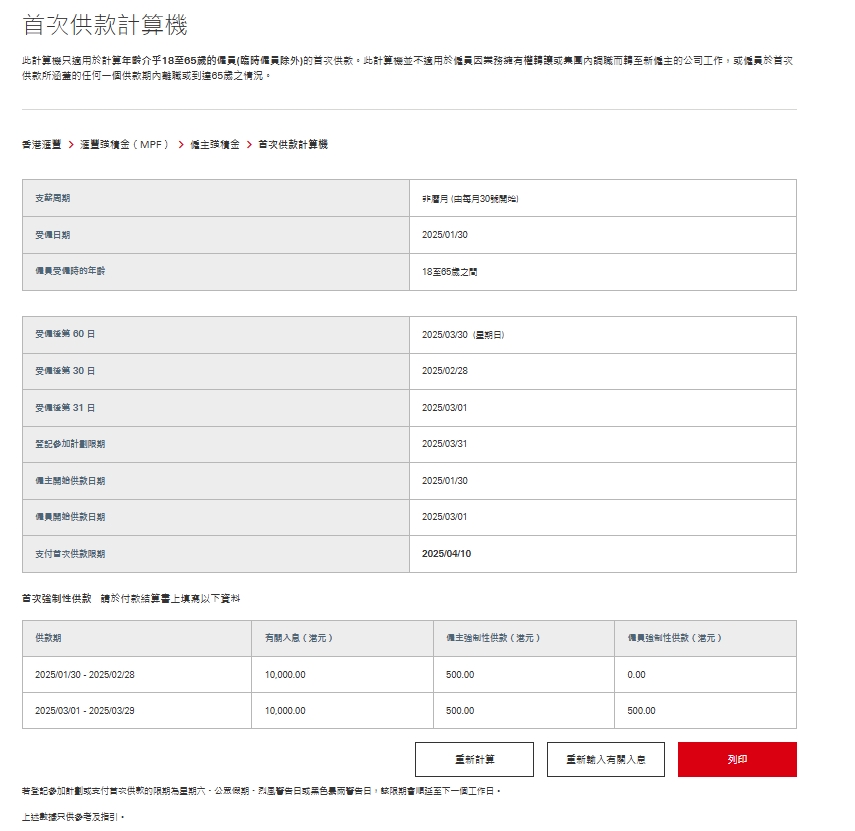 首次供款計算機
此計算機只適用於計算年齡介乎18至65歲的僱員(臨時僱員除外)的首次供款。此計算機並不適用於僱員因業務擁有權轉讓或集團內調職而轉至新僱主的公司工作，或僱員於首次
供款所涵蓋的任何一個供款期內離職或到達65歲之情況。
香港滙豐 > 滙豐強積金（MPF） > 僱主強積金 > 首次供款計算機
支薪周期 非曆月 (由每月30號開始)
受僱日期 2025/01/30
僱員受僱時的年齡 18至65歲之間
受僱後第 60 日 2025/03/30 (星期日)
受僱後第 30 日 2025/02/28
受僱後第 31 日 2025/03/01
登記參加計劃限期 2025/03/31
僱主開始供款日期 2025/01/30
僱員開始供款日期 2025/03/01
支付首次供款限期 2025/04/10
首次強制性供款 請於付款結算書上填寫以下資料
供款期 有關入息（港元） 僱主強制性供款（港元） 僱員強制性供款（港元）
2025/01/30 - 2025/02/28 10,000.00 500.00 0.00
2025/03/01 - 2025/03/29 10,000.00 500.00 500.00
重新計算 重新輸入有關入息 列印
若登記參加計劃或支付首次供款的限期為星期六、公眾假期、烈風警告日或黑色暴雨警告日，該限期會順延至下一個工作日。
上述數據只供參考及指引。